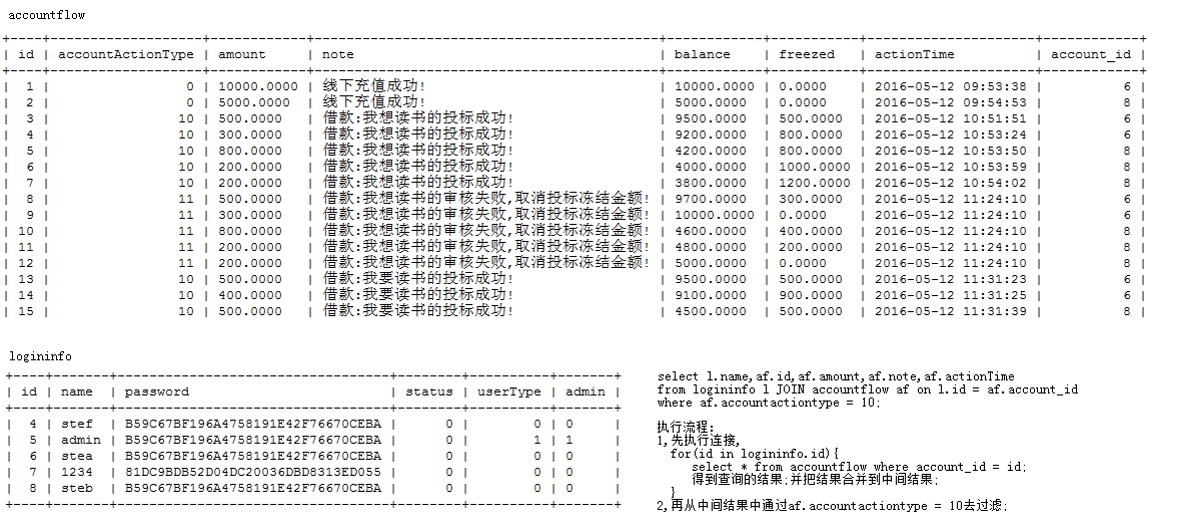 accountflow
+----+-------------------+------------+------------------------------------------+------------+-----------+---------------------+------------+
| id | accountActionType | amount | note | balance | freezed | actionTime | account_id |
+----+-------------------+------------+------------------------------------------+------------+-----------+---------------------+------------+
| 1 | 0 | 10000.0000 | 线下充值成功! | 10000.0000 | 0.0000 | 2016-05-12 09:53:38 | 6 |
| 2 | 0 | 5000.0000 | 线下充值成功! | 5000.0000 | 0.0000 | 2016-05-12 09:54:53 | 8 |
| 3 | 10 | 500.0000 | 借款:我想读书的投标成功! | 9500.0000 | 500.0000 | 2016-05-12 10:51:51 | 6 |
| 4 | 10 | 300.0000 | 借款:我想读书的投标成功! | 9200.0000 | 800.0000 | 2016-05-12 10:53:24 | 6 |
| 5 | 10 | 800.0000 | 借款:我想读书的投标成功! | 4200.0000 | 800.0000 | 2016-05-12 10:53:50 | 8 |
| 6 | 10 | 200.0000 | 借款:我想读书的投标成功! | 4000.0000 | 1000.0000 | 2016-05-12 10:53:59 | 8 |
| 7 | 10 | 200.0000 | 借款:我想读书的投标成功! | 3800.0000 | 1200.0000 | 2016-05-12 10:54:02 | 8 |
| 8 | 11 | 500.0000 | 借款:我想读书的审核失败,取消投标冻结金额! | 9700.0000 | 300.0000 | 2016-05-12 11:24:10 | 6 |
| 9 | 11 | 300.0000 | 借款:我想读书的审核失败,取消投标冻结金额! | 10000.0000 | 0.0000 | 2016-05-12 11:24:10 | 6 |
| 10 | 11 | 800.0000 | 借款:我想读书的审核失败,取消投标冻结金额! | 4600.0000 | 400.0000 | 2016-05-12 11:24:10 | 8 |
| 11 | 11 | 200.0000 | 借款:我想读书的审核失败,取消投标冻结金额! | 4800.0000 | 200.0000 | 2016-05-12 11:24:10 | 8 |
| 12 | 11 | 200.0000 | 借款:我想读书的审核失败,取消投标冻结金额! | 5000.0000 | 0.0000 | 2016-05-12 11:24:10 | 8 |
| 13 | 10 | 500.0000 | 借款:我要读书的投标成功! | 9500.0000 | 500.0000 | 2016-05-12 11:31:23 | 6 |
| 14 | 10 | 400.0000 | 借款:我要读书的投标成功! | 9100.0000 | 900.0000 | 2016-05-12 11:31:25 | 6 |
| 15 | 10 | 500.0000 | 借款:我要读书的投标成功! | 4500.0000 | 500.0000 | 2016-05-12 11:31:39 | 8 |
logininfo
+----+-------+----------------------------------+--------+----------+-------+
| id | name | password | status | userType | admin |
+----+-------+----------------------------------+--------+----------+-------+
| 4 | stef | B59C67BF196A4758191E42F76670CEBA | 0 | 0 | 0 |
| 5 | admin | B59C67BF196A4758191E42F76670CEBA | 0 | 1 | 1 |
| 6 | stea | B59C67BF196A4758191E42F76670CEBA | 0 | 0 | 0 |
| 7 | 1234 | 81DC9BDB52D04DC20036DBD8313ED055 | 0 | 0 | 0 |
| 8 | steb | B59C67BF196A4758191E42F76670CEBA | 0 | 0 | 0 |
+----+-------+----------------------------------+--------+----------+-------+
select l.name,af.id,af.amount,af.note,af.actionTime
from logininfo l JOIN accountflow af on l.id = af.account_id
where af.accountactiontype = 10;
执行流程:
1,先执行连接,
for(id in logininfo.id){
select * from accountflow where account_id = id;
得到查询的结果;并把结果合并到中间结果;
}
2,再从中间结果中通过af.accountactiontype = 10去过滤;